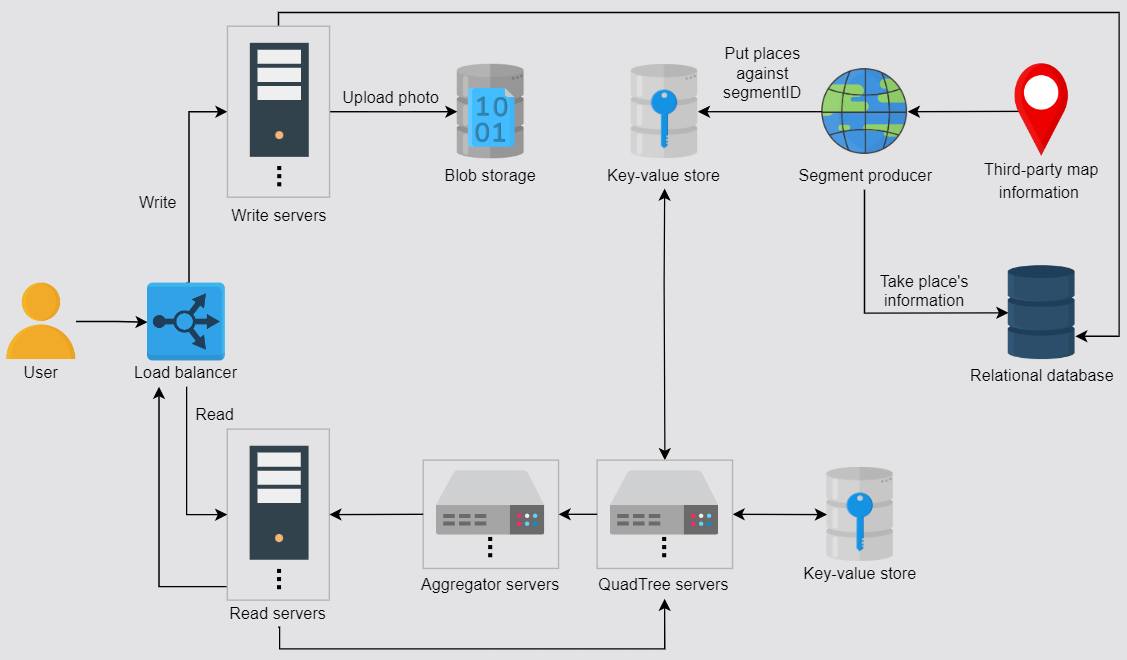 Put places
against
segmentID
Upload photo
10
01
Blob storage
Key-value store
Segment producer
Third-party map
information
Write
Write servers
Take place's
information
User
Load balancer
Relational database
Read
Read servers
Aggregator servers
QuadTree servers
Key-value store